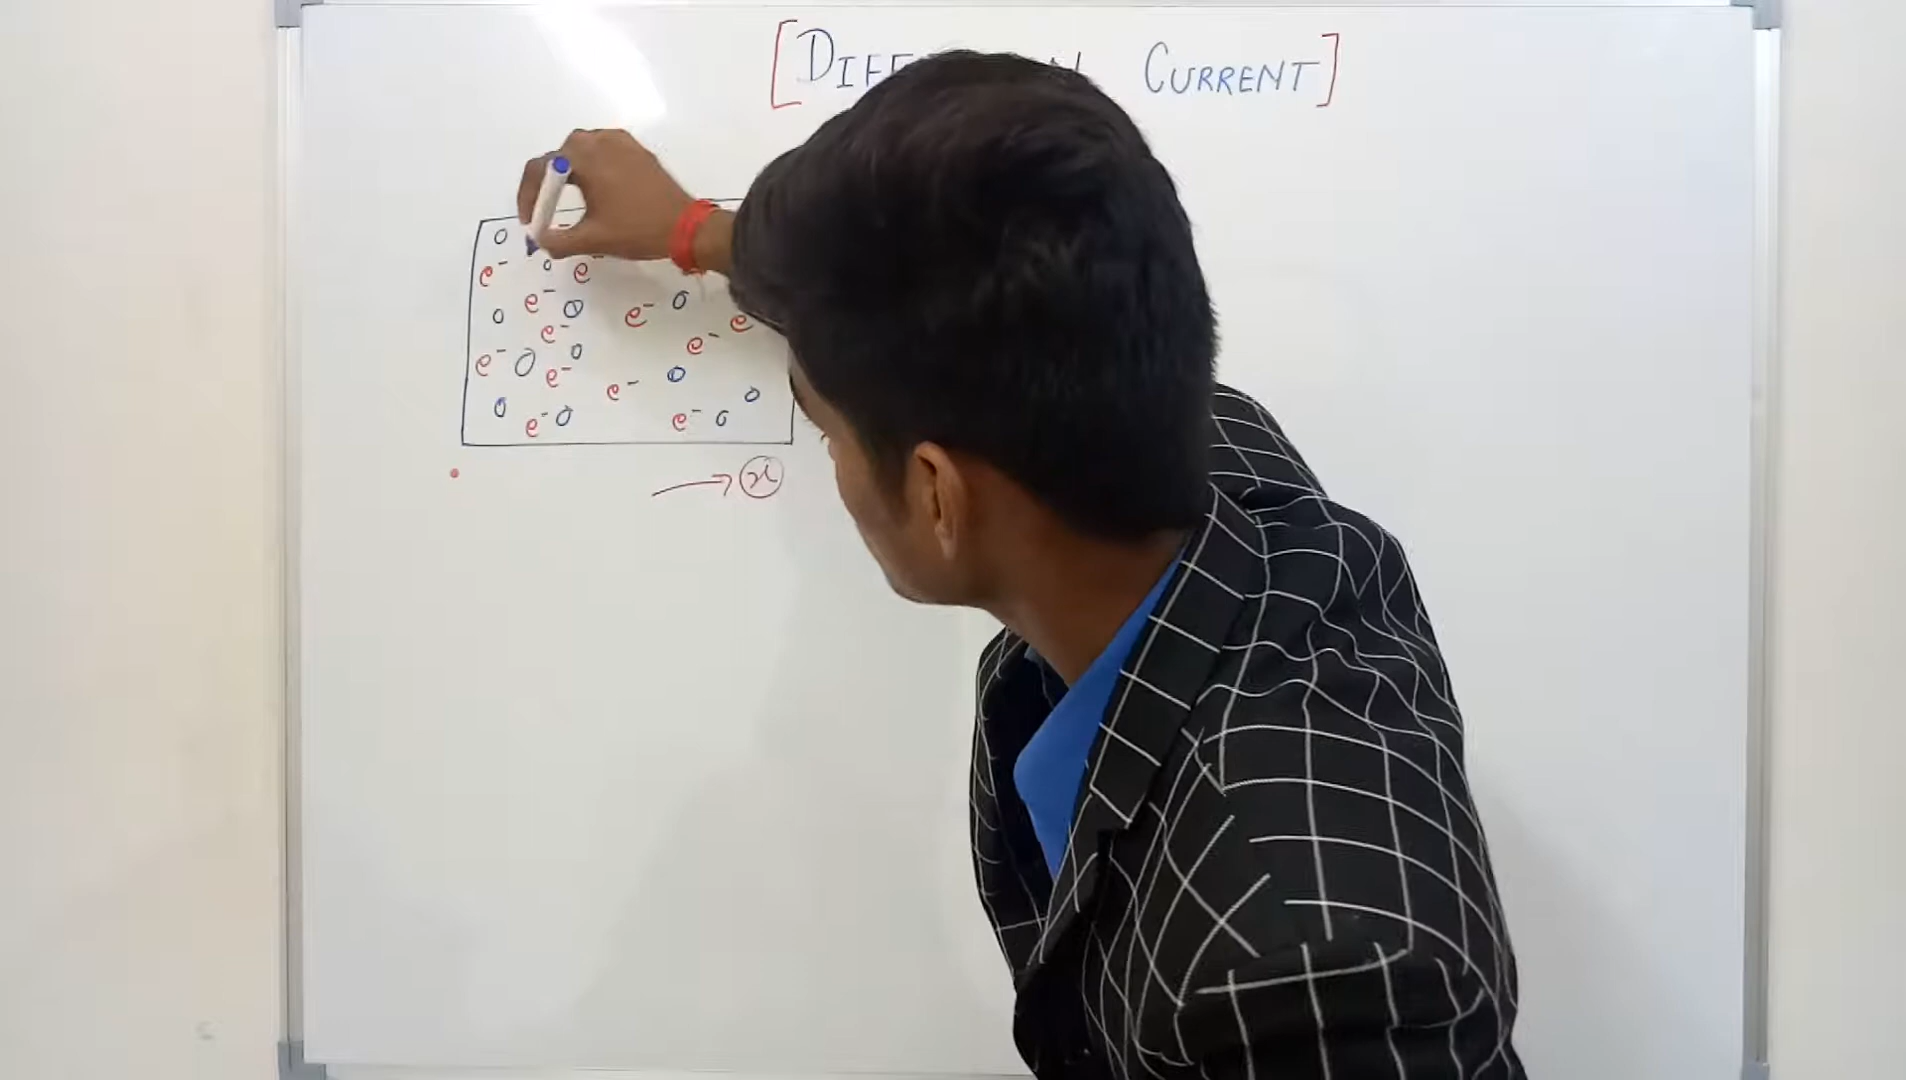 [DIFF CURRENT]
o
e⁻ o e⁻
e⁻ o e⁻ o
o e⁻ e
e⁻ o o e⁻
e⁻ e⁻ o
o e⁻ o e⁻ o o
x